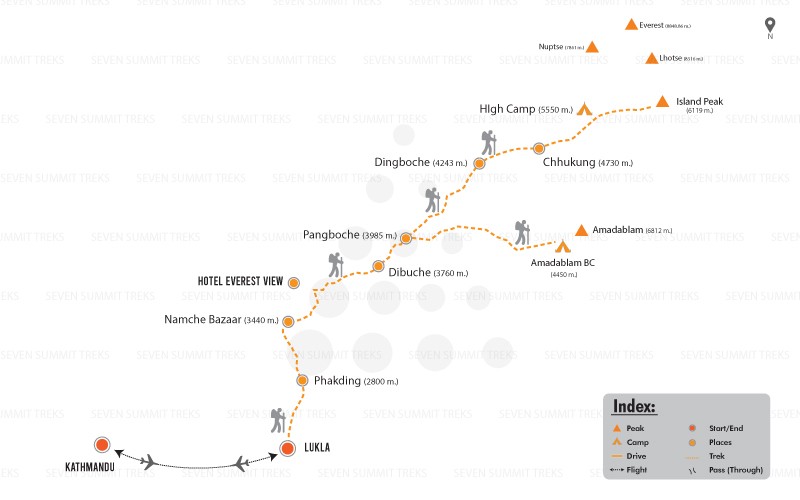 SEVEN SUMMIT TREKS
Everest (8848.86 m.)
Nuptse (7861 m.)
Lhotse (8516 m.)
N
HIgh Camp (5550 m.)
Island Peak
(6119 m.)
Dingboche (4243 m.)
Chhukung (4730 m.)
Pangboche (3985 m.)
Amadablam (6812 m.)
Amadablam BC
(4450 m.)
Dibuche (3760 m.)
HOTEL EVEREST VIEW
Namche Bazaar (3440 m.)
Phakding (2800 m.)
LUKLA
KATHMANDU
Index:
Peak
Start/End
Camp
Places
Drive
Trek
Flight
Pass (Through)